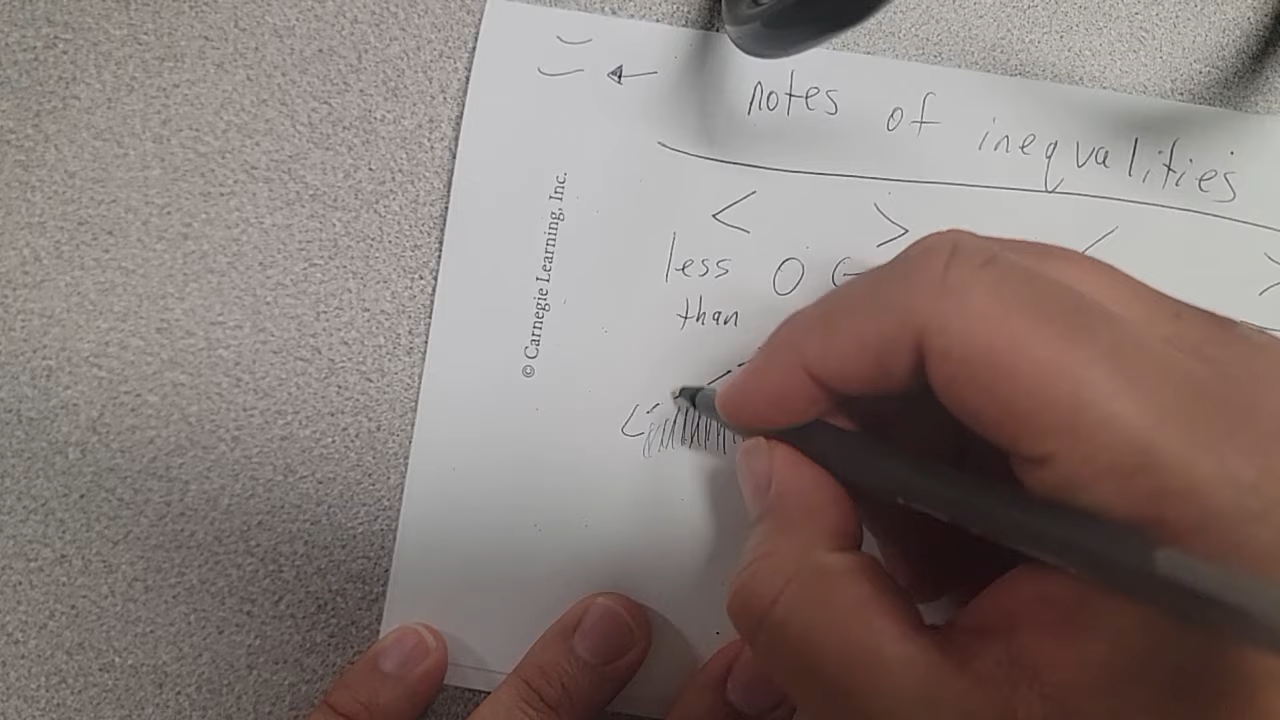 notes of inequalities
< >
less
than
© Carnegie Learning, Inc.